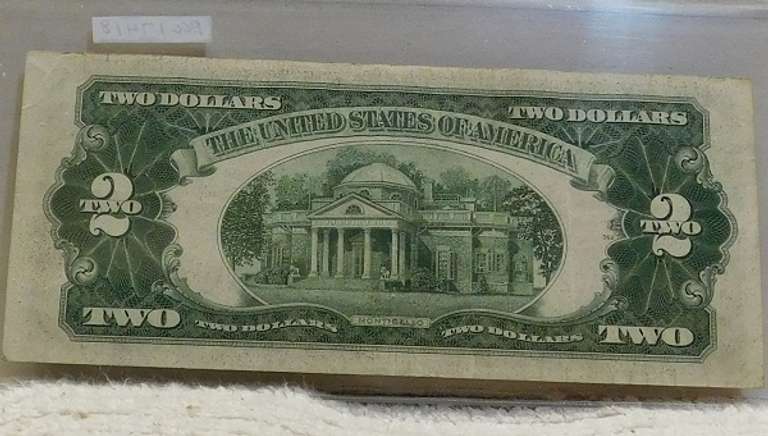 TWO DOLLARS
TWO DOLLARS
THE UNITED STATES OF AMERICA
2
TWO
2
TWO
MONTICELLO
TWO
TWO DOLLARS
TWO DOLLARS
TWO